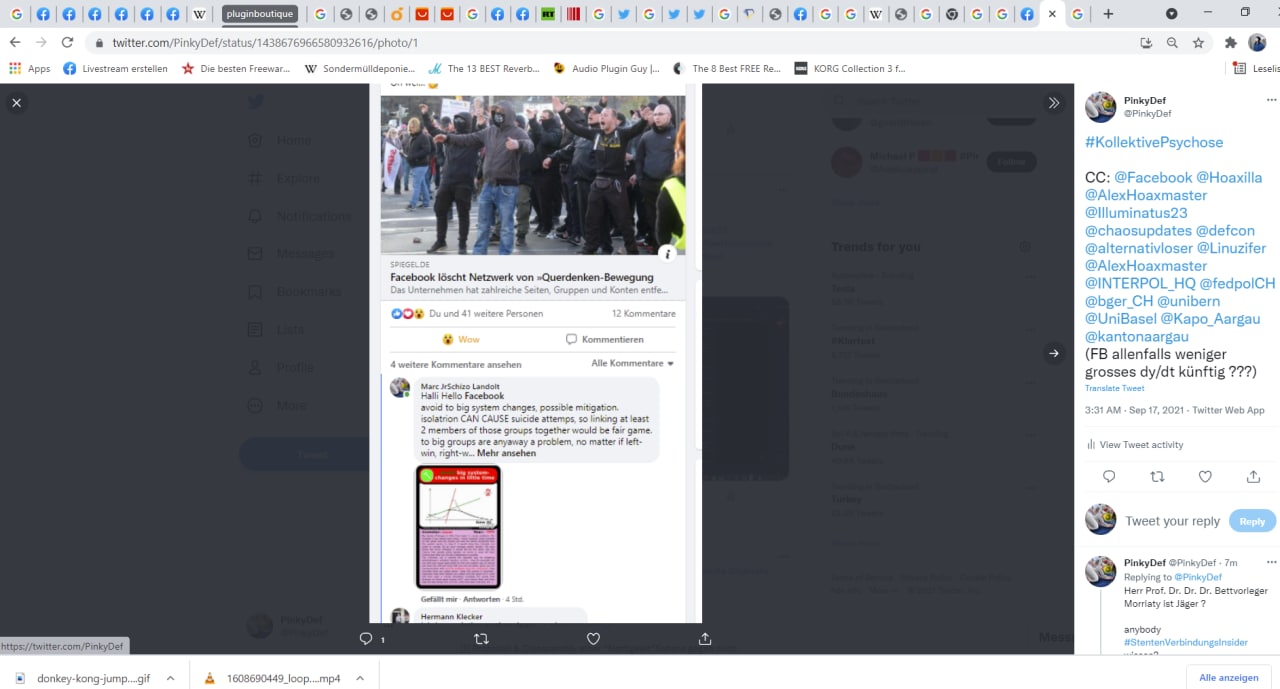 pluginboutique
twitter.com/PinkyDef/status/1438676966580932616/photo/1
Apps
Livestream erstellen
Die besten Freewar...
Sondermülldeponie...
The 13 BEST Reverb...
Audio Plugin Guy |...
The 8 Best FREE Re...
KORG Collection 3 f...
Leselis
Home
Explore
Notifications
Messages
Bookmarks
Lists
Profile
More
Tweet
PinkyDef
@PinkyDef
SPIEGEL.DE
Facebook löscht Netzwerk von »Querdenken-Bewegung
Das Unternehmen hat zahlreiche Seiten, Gruppen und Konten entfe...
Du und 41 weitere Personen
12 Kommentare
Wow
Kommentieren
4 weitere Kommentare ansehen
Alle Kommentare
Marc JrSchizo Landolt
Halli Hello Facebook
avoid to big system changes, possible mitigation.
isolatrion CAN CAUSE suicide attemps, so linking at least
2 members of those groups together would be fair game.
to big groups are anyaway a problem, no matter if left-
win, right-w... Mehr ansehen
big system-
changes in little time
Gefällt mir · Antworten · 4 Std.
Hermann Klecker
1
Michael P
Follow
Trends for you
Tesla
Bundeshaus
Dune
Turkey
PinkyDef
@PinkyDef
#KollektivePsychose
CC: @Facebook @Hoaxilla
@AlexHoaxmaster
@Illuminatus23
@chaosupdates @defcon
@alternativloser @Linuzifer
@AlexHoaxmaster
@INTERPOL_HQ @fedpolCH
@bger_CH @unibern
@UniBasel @Kapo_Aargau
@kantonaargau
(FB allenfalls weniger
grosses dy/dt künftig ???)
Translate Tweet
3:31 AM · Sep 17, 2021 · Twitter Web App
View Tweet activity
Tweet your reply
Reply
PinkyDef @PinkyDef · 7m
Replying to @PinkyDef
Herr Prof. Dr. Dr. Dr. Bettvorleger
Morriaty ist Jäger ?
anybody
#StentenVerbindungsInsider
https://twitter.com/PinkyDef
donkey-kong-jump....gif
1608690449_loop....mp4
Alle anzeigen